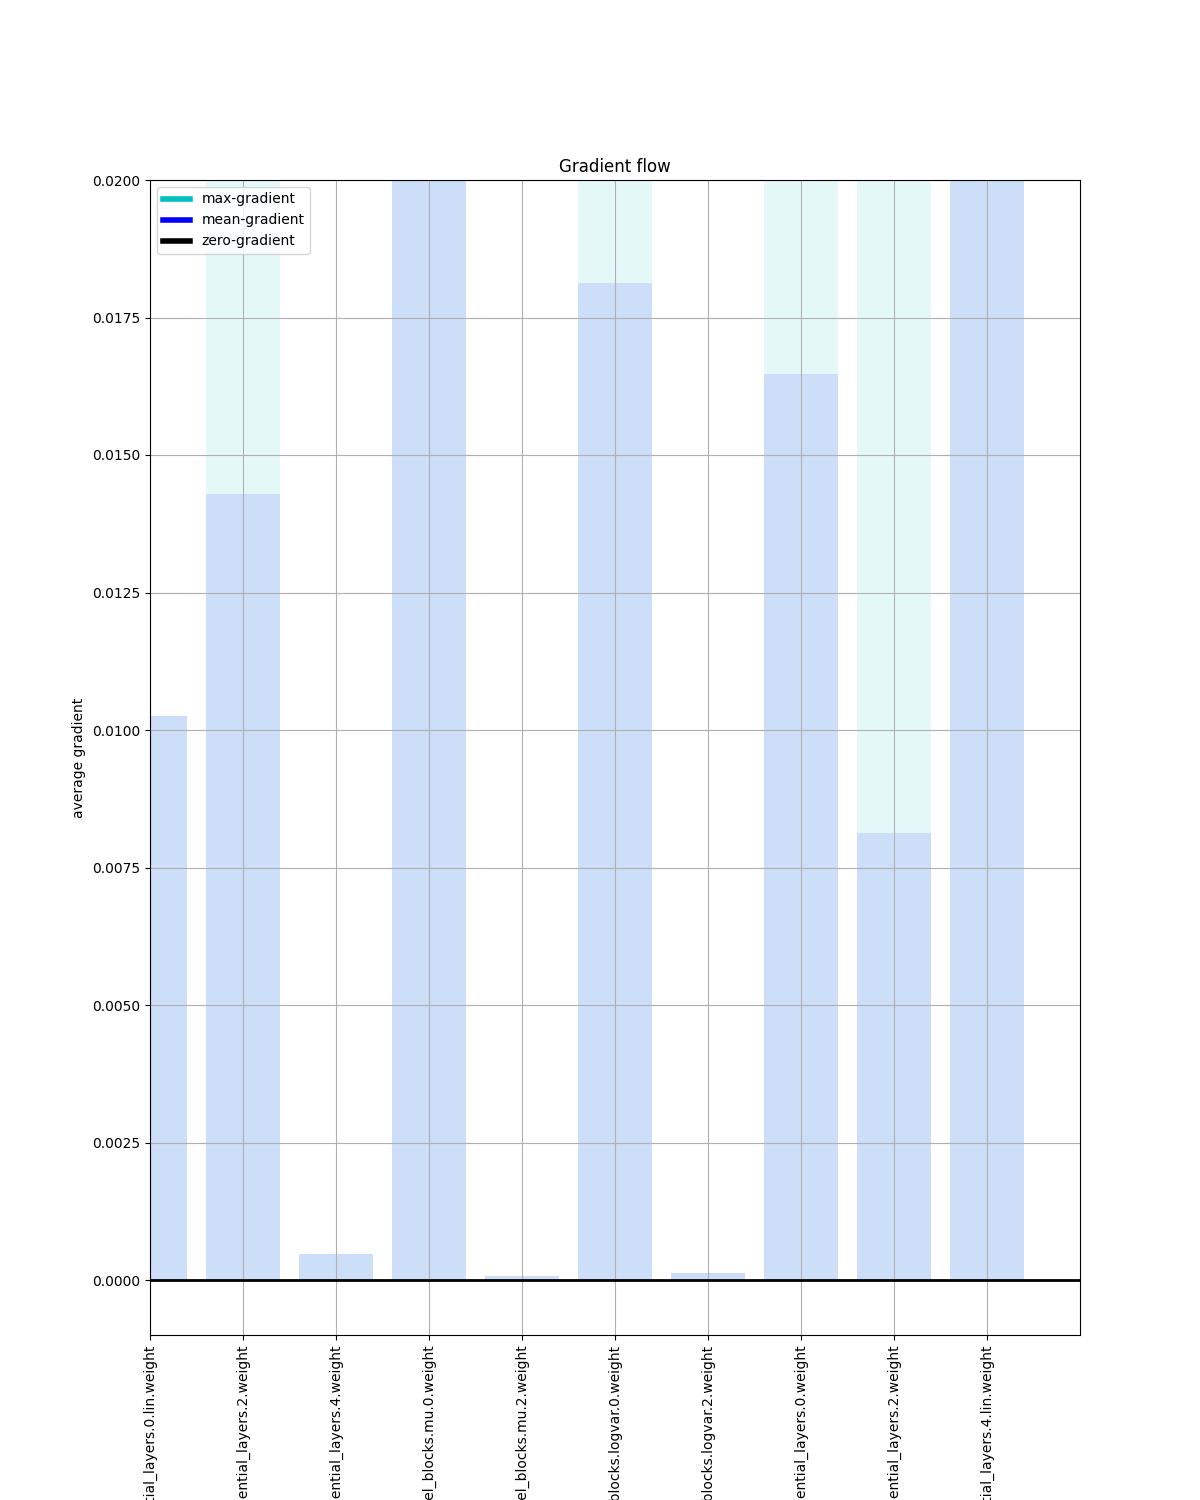 Gradient flow
max-gradient
mean-gradient
zero-gradient
average gradient
0.0200
0.0175
0.0150
0.0125
0.0100
0.0075
0.0050
0.0025
0.0000
tial_layers.0.lin.weight
ential_layers.2.weight
ential_layers.4.weight
el_blocks.mu.0.weight
el_blocks.mu.2.weight
blocks.logvar.0.weight
blocks.logvar.2.weight
ential_layers.0.weight
ential_layers.2.weight
tial_layers.4.lin.weight